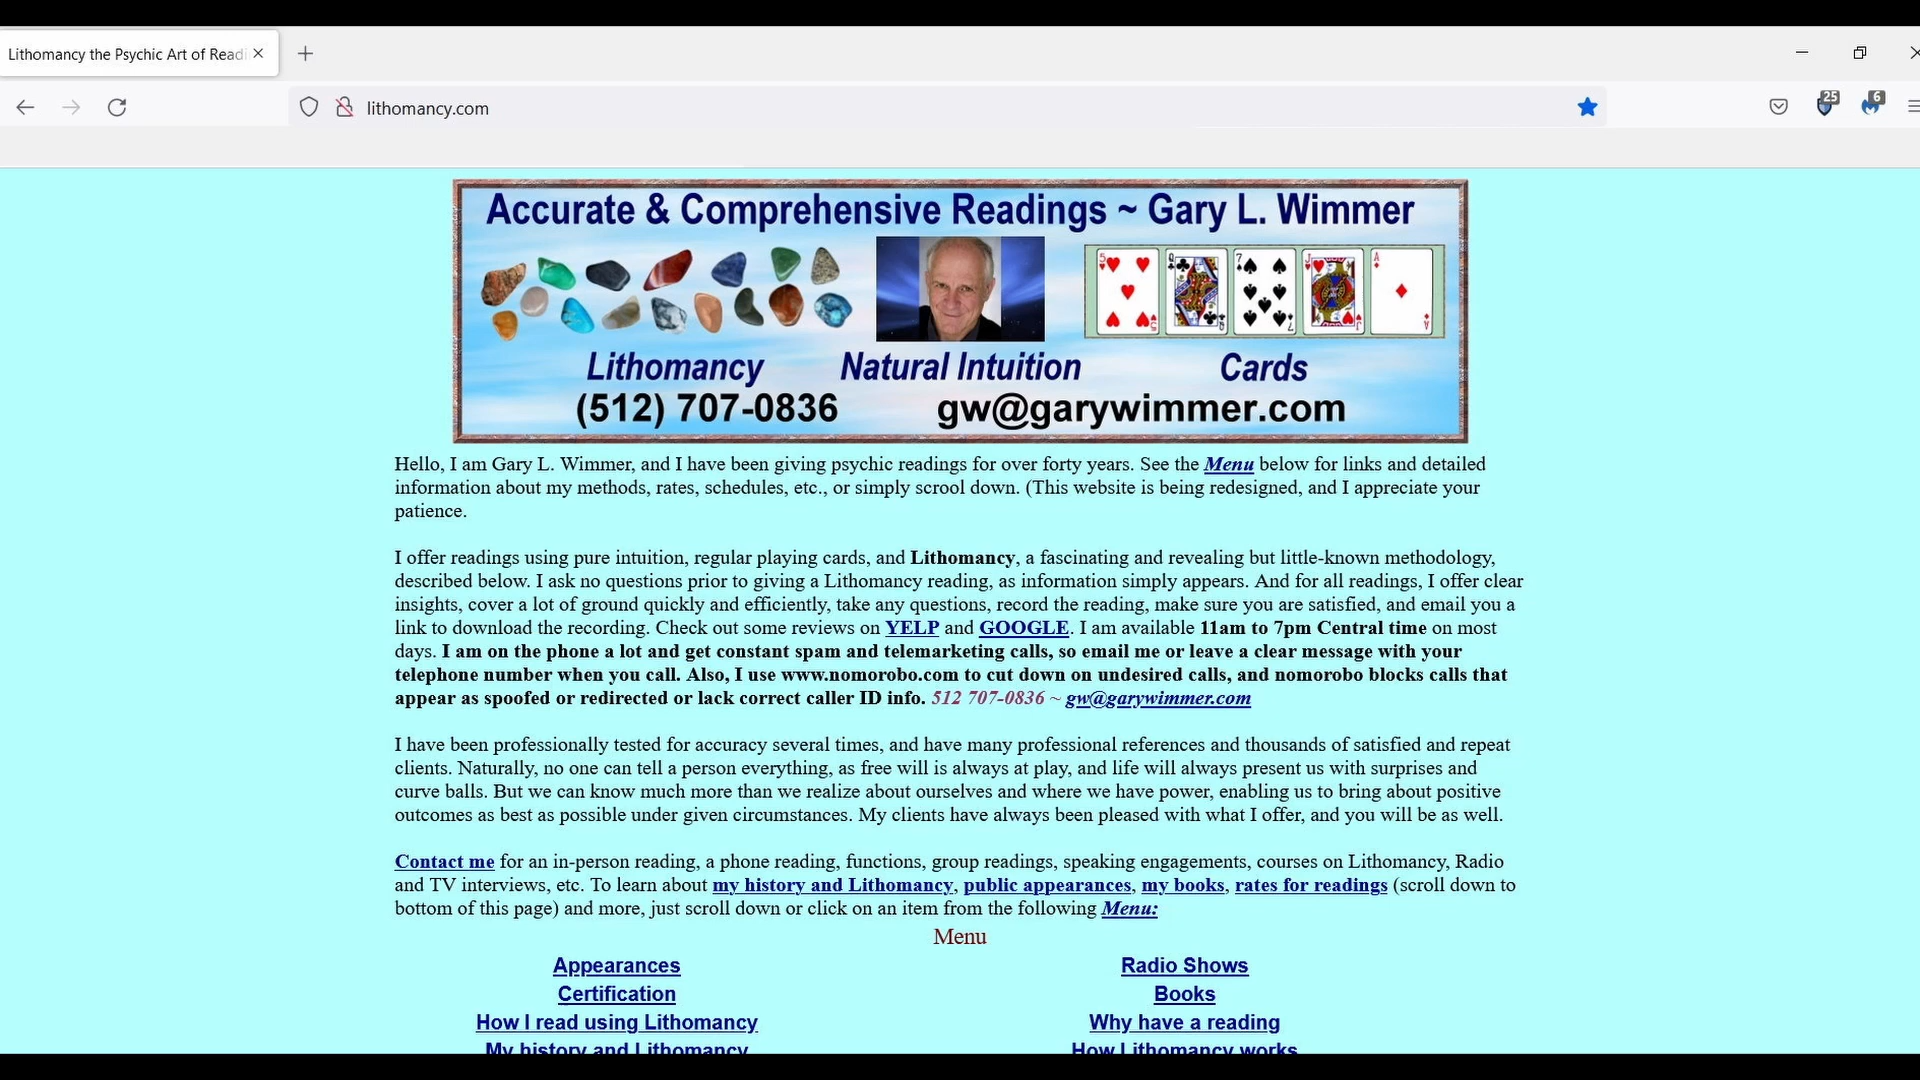 Lithomancy the Psychic Art of Readi
lithomancy.com
25
6
Accurate & Comprehensive Readings ~ Gary L. Wimmer
5 Q 7 J A
Lithomancy Natural Intuition Cards
(512) 707-0836 gw@garywimmer.com
Hello, I am Gary L. Wimmer, and I have been giving psychic readings for over forty years. See the Menu below for links and detailed
information about my methods, rates, schedules, etc., or simply scrool down. (This website is being redesigned, and I appreciate your
patience.
I offer readings using pure intuition, regular playing cards, and Lithomancy, a fascinating and revealing but little-known methodology,
described below. I ask no questions prior to giving a Lithomancy reading, as information simply appears. And for all readings, I offer clear
insights, cover a lot of ground quickly and efficiently, take any questions, record the reading, make sure you are satisfied, and email you a
link to download the recording. Check out some reviews on YELP and GOOGLE. I am available 11am to 7pm Central time on most
days. I am on the phone a lot and get constant spam and telemarketing calls, so email me or leave a clear message with your
telephone number when you call. Also, I use www.nomorobo.com to cut down on undesired calls, and nomorobo blocks calls that
appear as spoofed or redirected or lack correct caller ID info. 512 707-0836 ~ gw@garywimmer.com
I have been professionally tested for accuracy several times, and have many professional references and thousands of satisfied and repeat
clients. Naturally, no one can tell a person everything, as free will is always at play, and life will always present us with surprises and
curve balls. But we can know much more than we realize about ourselves and where we have power, enabling us to bring about positive
outcomes as best as possible under given circumstances. My clients have always been pleased with what I offer, and you will be as well.
Contact me for an in-person reading, a phone reading, functions, group readings, speaking engagements, courses on Lithomancy, Radio
and TV interviews, etc. To learn about my history and Lithomancy, public appearances, my books, rates for readings (scroll down to
bottom of this page) and more, just scroll down or click on an item from the following Menu:
Menu
Appearances Radio Shows
Certification Books
How I read using Lithomancy Why have a reading
My history and Lithomancy How Lithomancy works